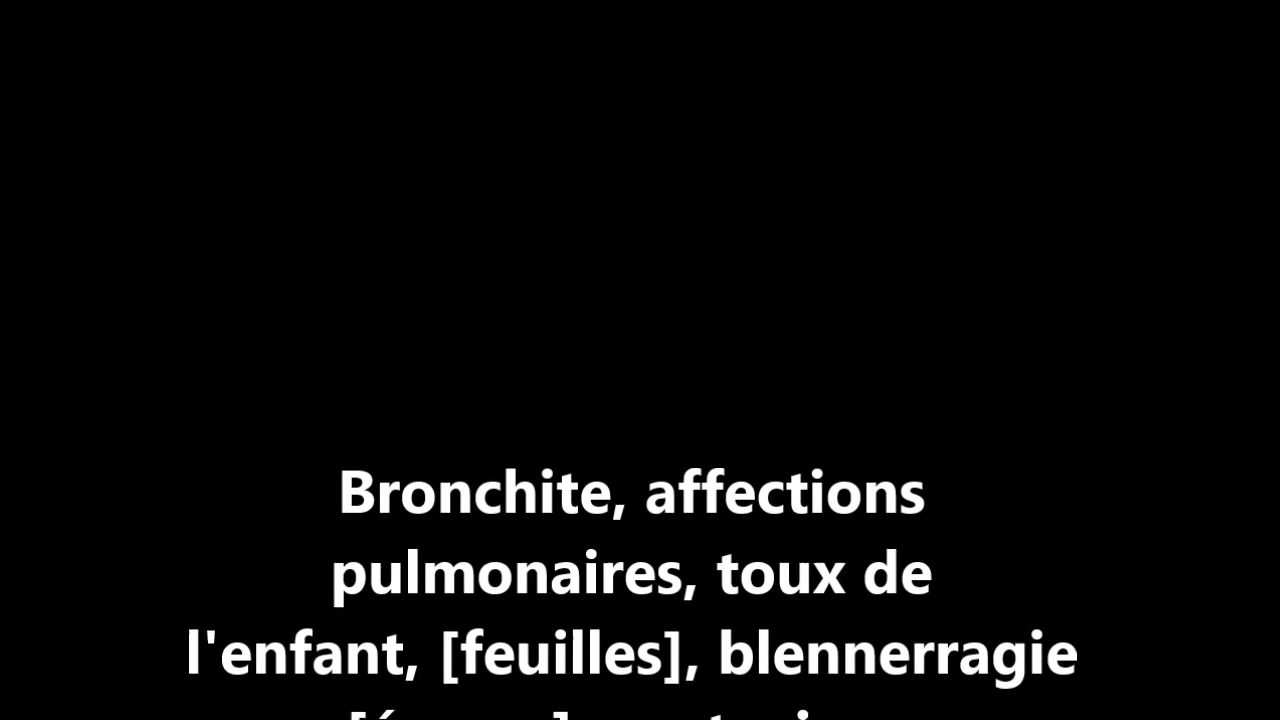 Bronchite, affections
pulmonaires, toux de
l'enfant, [feuilles], blennerragie